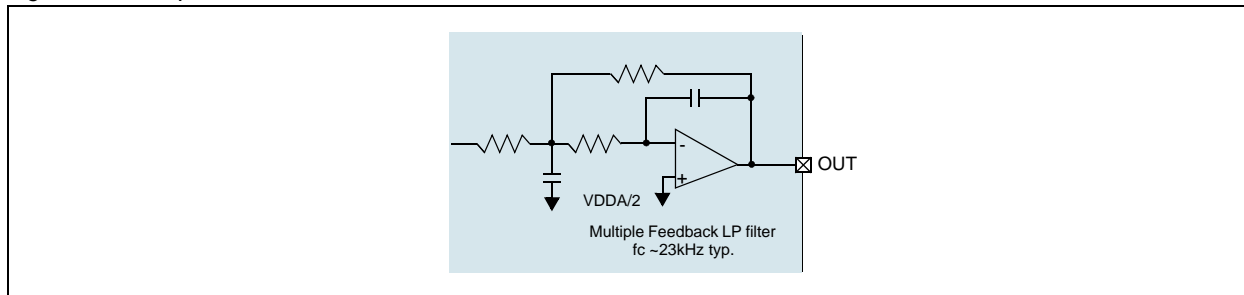 -
+
OUT
VDDA/2
Multiple Feedback LP filter
fc ~23kHz typ.